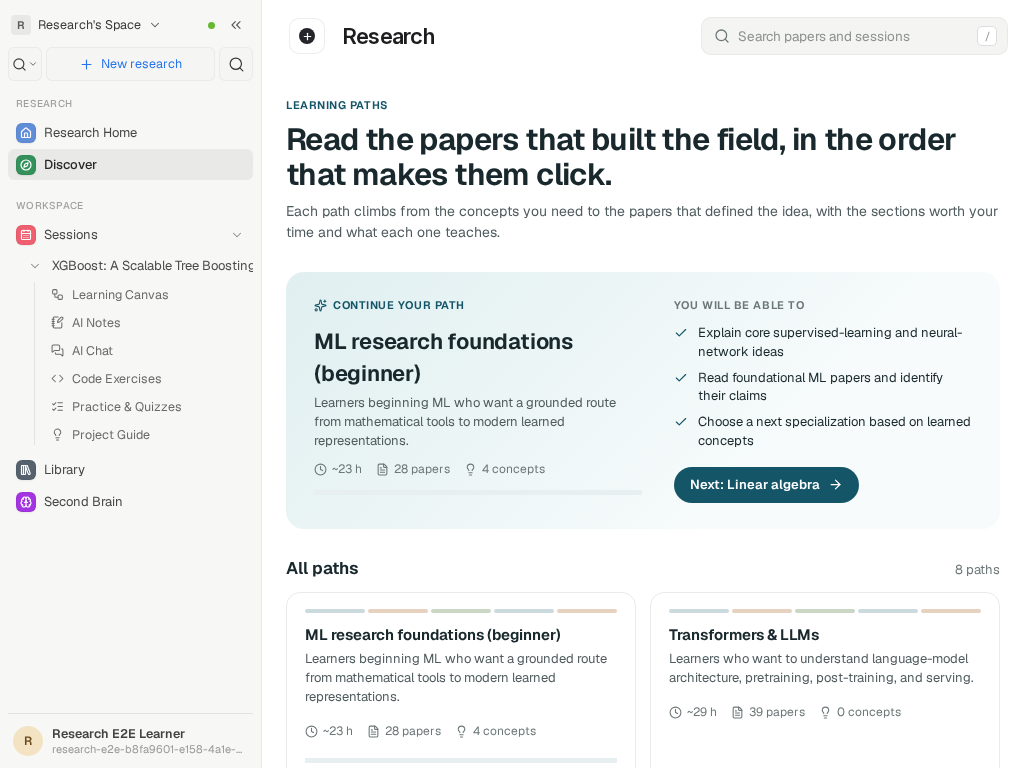 R Research's Space
New research
RESEARCH
Research Home
Discover
WORKSPACE
Sessions
XGBoost: A Scalable Tree Boosting
Learning Canvas
AI Notes
AI Chat
Code Exercises
Practice & Quizzes
Project Guide
Library
Second Brain
R
Research E2E Learner
research-e2e-b8fa9601-e158-4a1e-...
Research
Search papers and sessions /
LEARNING PATHS
Read the papers that built the field, in the order
that makes them click.
Each path climbs from the concepts you need to the papers that defined the idea, with the sections worth your
time and what each one teaches.
CONTINUE YOUR PATH
ML research foundations
(beginner)
Learners beginning ML who want a grounded route
from mathematical tools to modern learned
representations.
~23 h 28 papers 4 concepts
YOU WILL BE ABLE TO
Explain core supervised-learning and neural-
network ideas
Read foundational ML papers and identify
their claims
Choose a next specialization based on learned
concepts
Next: Linear algebra
All paths
8 paths
ML research foundations (beginner)
Learners beginning ML who want a grounded route
from mathematical tools to modern learned
representations.
~23 h 28 papers 4 concepts
Transformers & LLMs
Learners who want to understand language-model
architecture, pretraining, post-training, and serving.
~29 h 39 papers 0 concepts